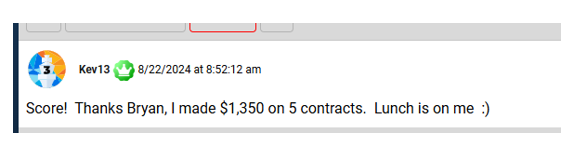 3
Kev13 8/22/2024 at 8:52:12 am
Score!  Thanks Bryan, I made $1,350 on 5 contracts.  Lunch is on me  :)